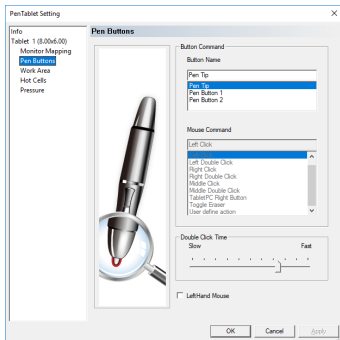 PenTablet Setting
Info
Tablet 1 (8.00x6.00)
Monitor Mapping
Pen Buttons
Work Area
Hot Cells
Pressure
Pen Buttons
Button Command
Button Name
Pen Tip
Pen Tip
Pen Button 1
Pen Button 2
Mouse Command
Left Click
Left Double Click
Right Click
Right Double Click
Middle Click
Middle Double Click
TabletPC Right Button
Toggle Eraser
User define action
Double Click Time
Slow Fast
LeftHand Mouse
OK Cancel Apply